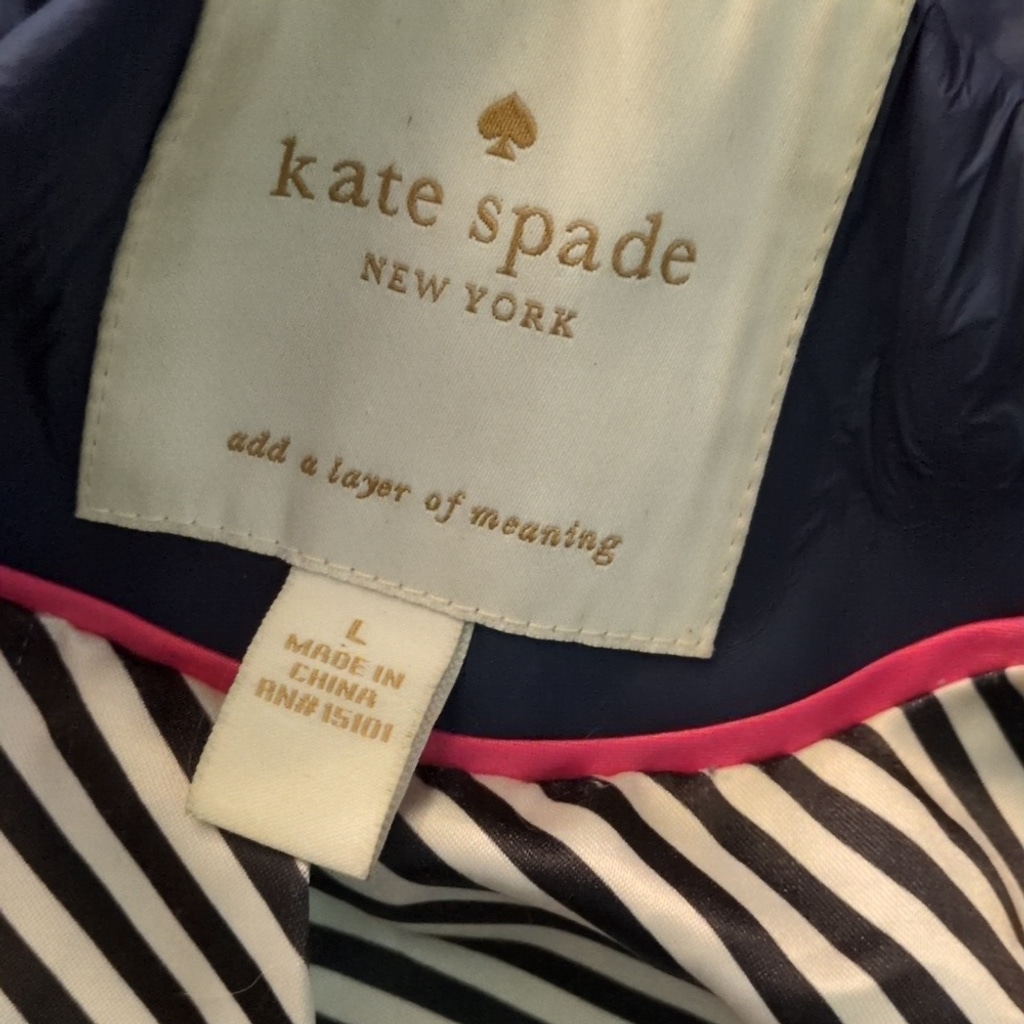 kate spade
NEW YORK
add a layer of meaning
L
MADE IN
CHINA
RN#15101